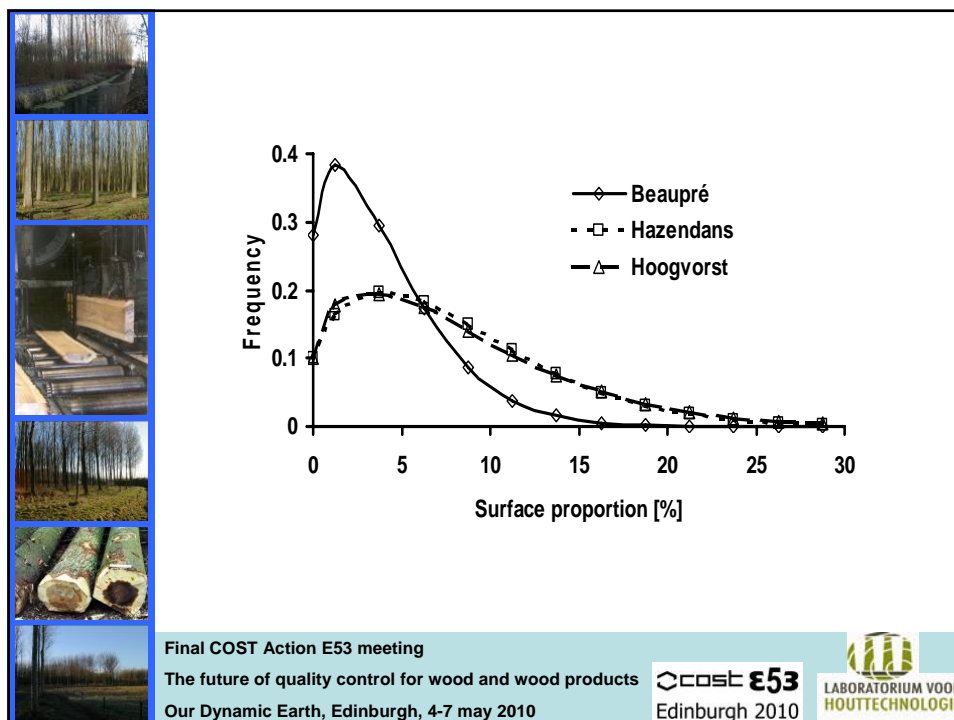 0.4
0.3
0.2
0.1
0
Frequency
0 5 10 15 20 25 30
Surface proportion [%]
Beaupré
Hazendans
Hoogvorst
Final COST Action E53 meeting
The future of quality control for wood and wood products
Our Dynamic Earth, Edinburgh, 4-7 may 2010
cost E53
Edinburgh 2010
LABORATORIUM VOO
HOUTTECHNOLOGI